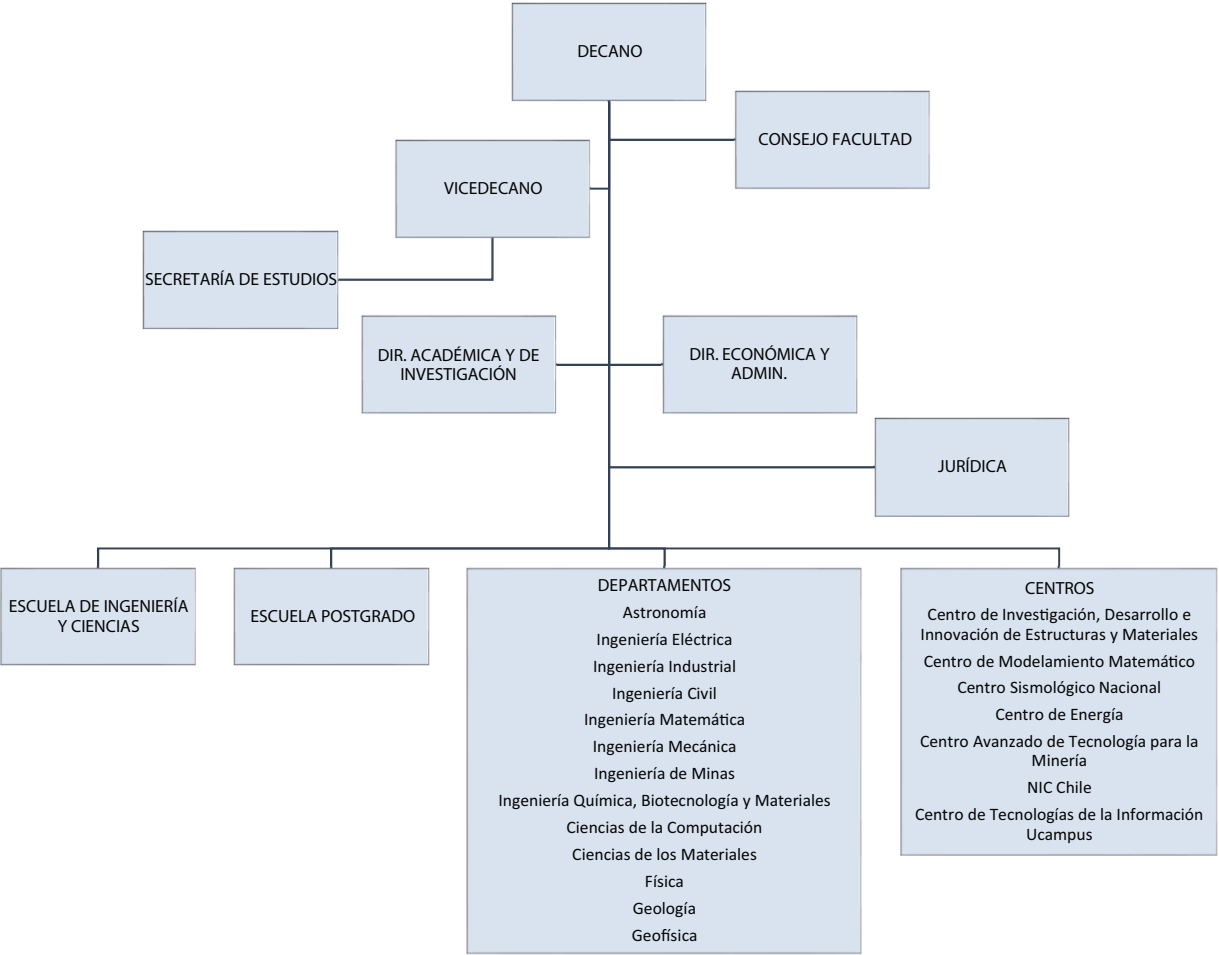 DECANO
CONSEJO FACULTAD
VICEDECANO
SECRETARÍA DE ESTUDIOS
DIR. ACADÉMICA Y DE
INVESTIGACIÓN
DIR. ECONÓMICA Y
ADMIN.
JURÍDICA
ESCUELA DE INGENIERÍA
Y CIENCIAS
ESCUELA POSTGRADO
DEPARTAMENTOS
Astronomía
Ingeniería Eléctrica
Ingeniería Industrial
Ingeniería Civil
Ingeniería Matemática
Ingeniería Mecánica
Ingeniería de Minas
Ingeniería Química, Biotecnología y Materiales
Ciencias de la Computación
Ciencias de los Materiales
Física
Geología
Geofísica
CENTROS
Centro de Investigación, Desarrollo e
Innovación de Estructuras y Materiales
Centro de Modelamiento Matemático
Centro Sismológico Nacional
Centro de Energía
Centro Avanzado de Tecnología para la
Minería
NIC Chile
Centro de Tecnologías de la Información
Ucampus